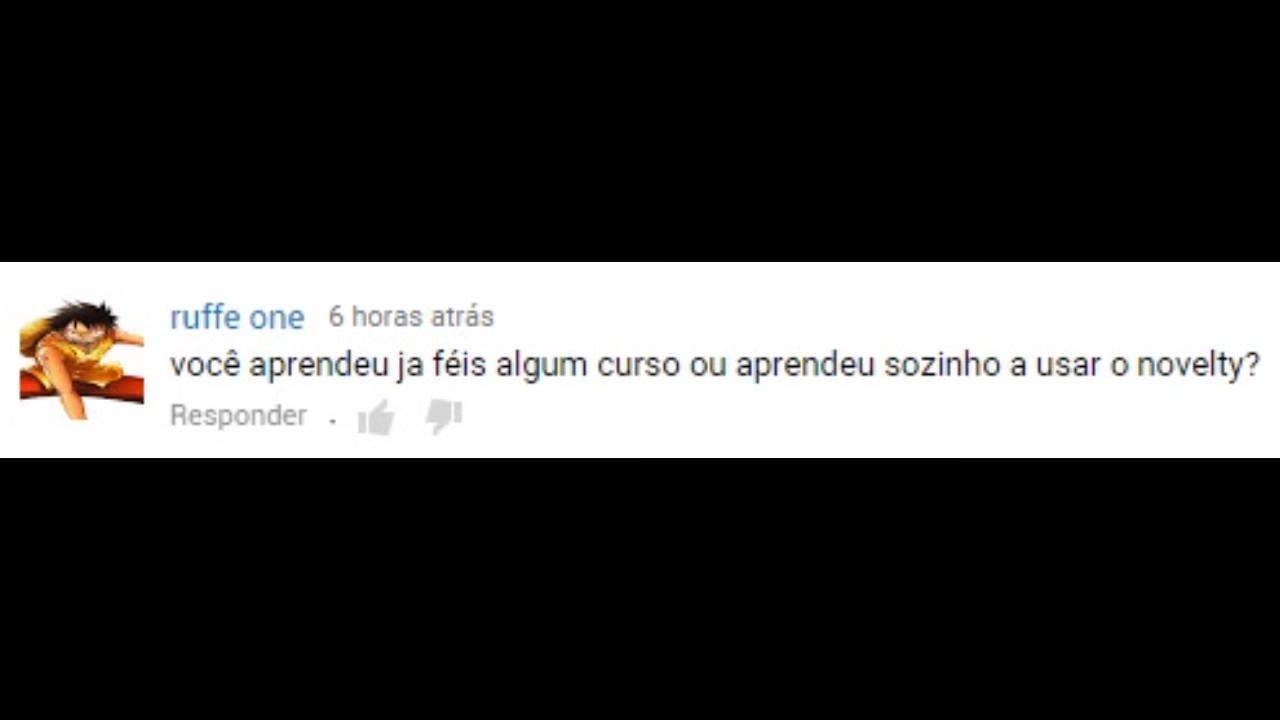 ruffe one 6 horas atrás
você aprendeu ja féis algum curso ou aprendeu sozinho a usar o novelty?
Responder .